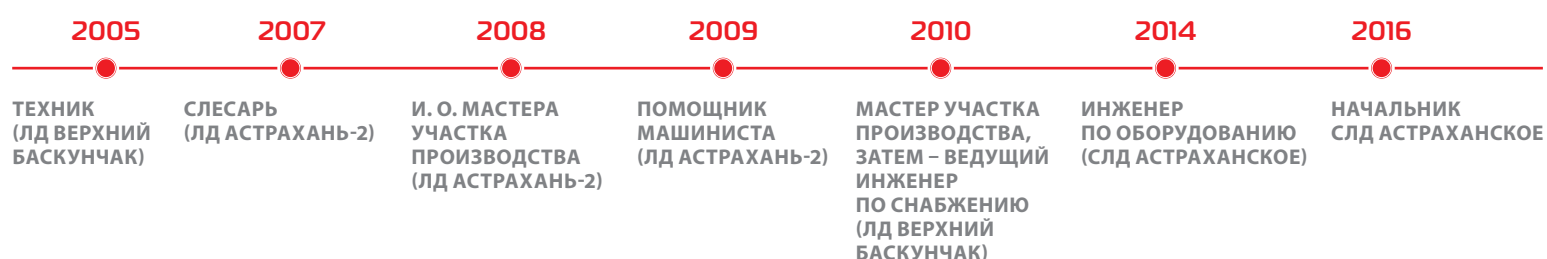 2005
ТЕХНИК
(ЛД ВЕРХНИЙ
БАСКУНЧАК)
2007
СЛЕСАРЬ
(ЛД АСТРАХАНЬ-2)
2008
И. О. МАСТЕРА
УЧАСТКА
ПРОИЗВОДСТВА
(ЛД АСТРАХАНЬ-2)
2009
ПОМОЩНИК
МАШИНИСТА
(ЛД АСТРАХАНЬ-2)
2010
МАСТЕР УЧАСТКА
ПРОИЗВОДСТВА,
ЗАТЕМ – ВЕДУЩИЙ
ИНЖЕНЕР
ПО СНАБЖЕНИЮ
(ЛД ВЕРХНИЙ
БАСКУНЧАК)
2014
ИНЖЕНЕР
ПО ОБОРУДОВАНИЮ
(СЛД АСТРАХАНСКОЕ)
2016
НАЧАЛЬНИК
СЛД АСТРАХАНСКОЕ